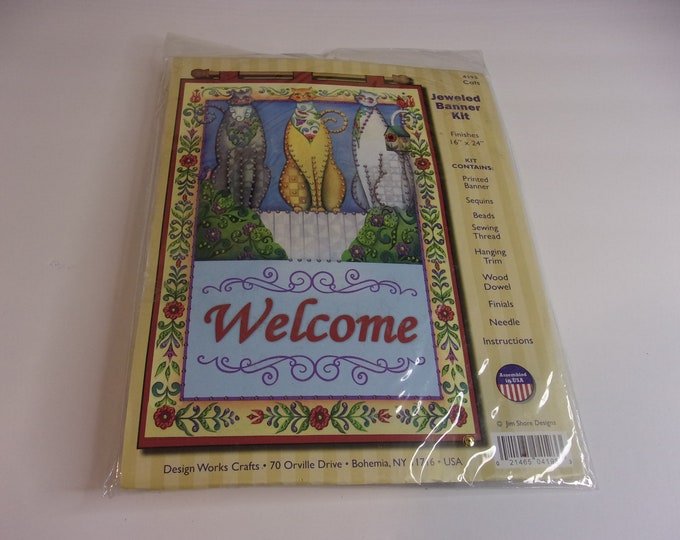 Cats
Jeweled
Banner
Kit
Finishes
16" x 24"
KIT
CONTAINS:
Printed
Banner
Sequins
Beads
Sewing
Thread
Hanging
Trim
Wood
Dowel
Finials
Needle
Instructions
Welcome
Assembled
in USA
© Jim Shore Designs
Design Works Crafts • 70 Orville Drive • Bohemia, NY • USA